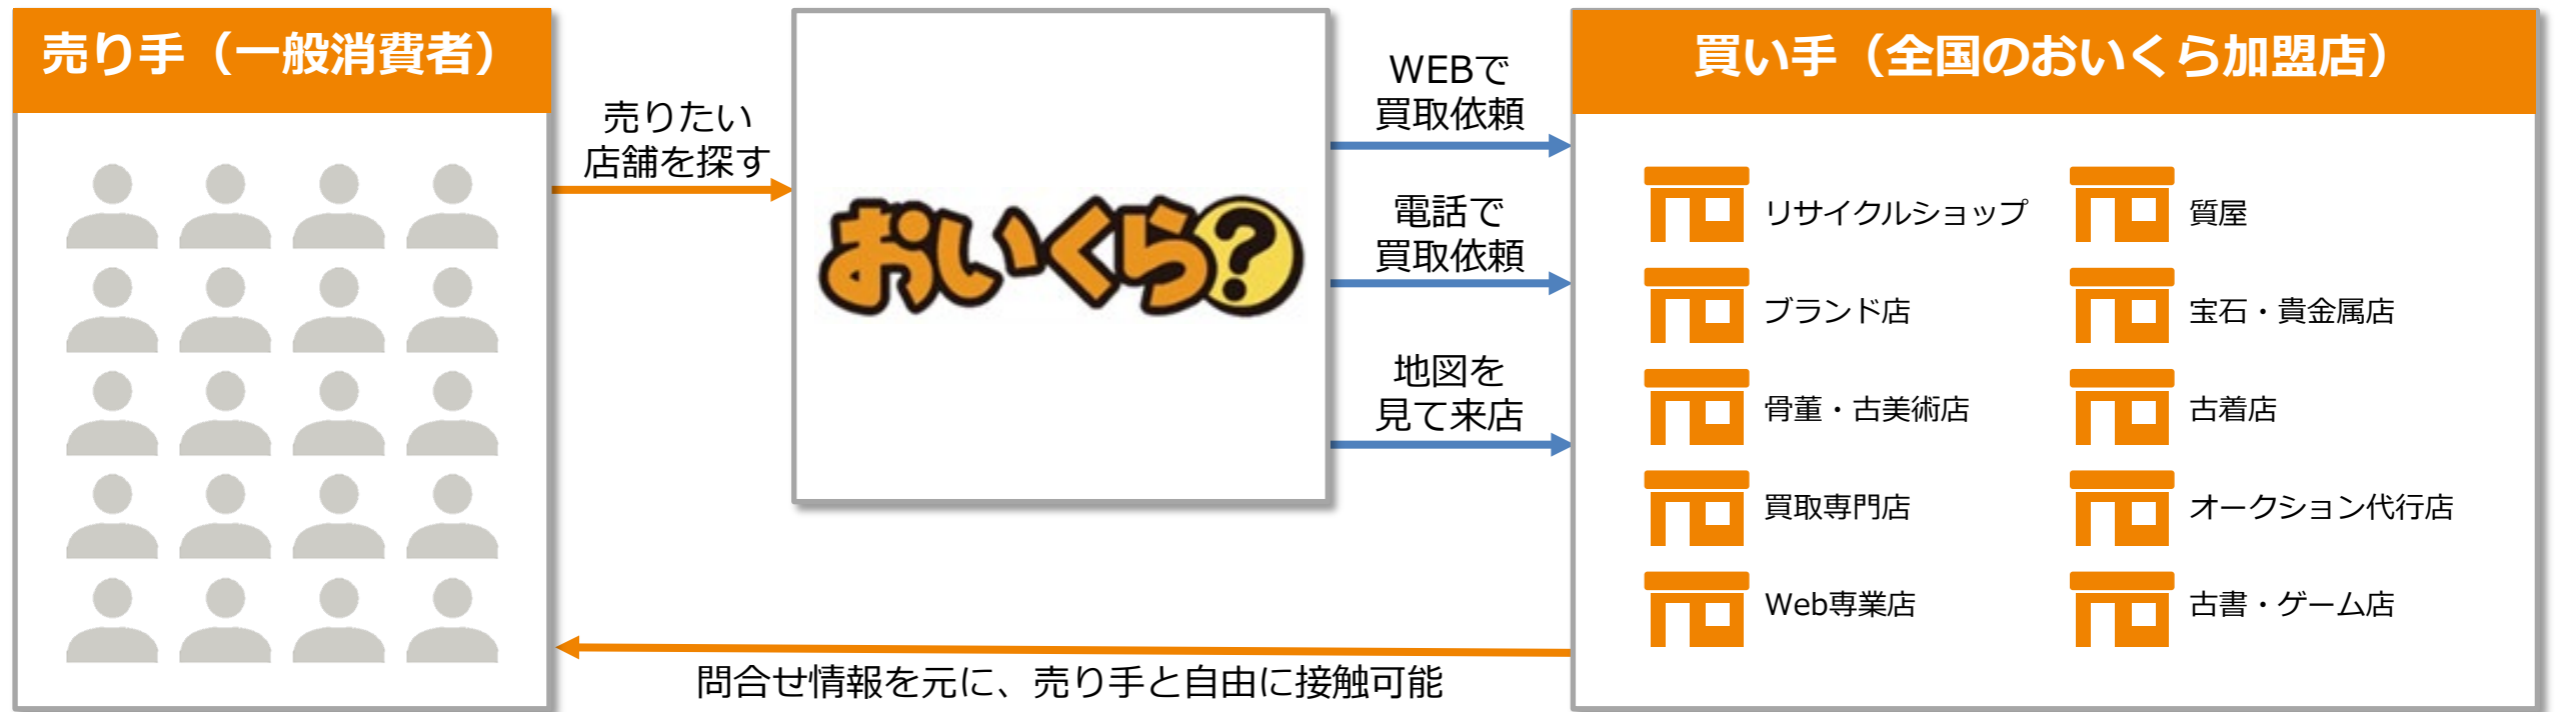 売り手（一般消費者）
売りたい
店舗を探す
おいくら？
WEBで
買取依頼
電話で
買取依頼
地図を
見て来店
買い手（全国のおいくら加盟店）
リサイクルショップ
質屋
ブランド店
宝石・貴金属店
骨董・古美術店
古着店
買取専門店
オークション代行店
Web専業店
古書・ゲーム店
問合せ情報を元に、売り手と自由に接触可能